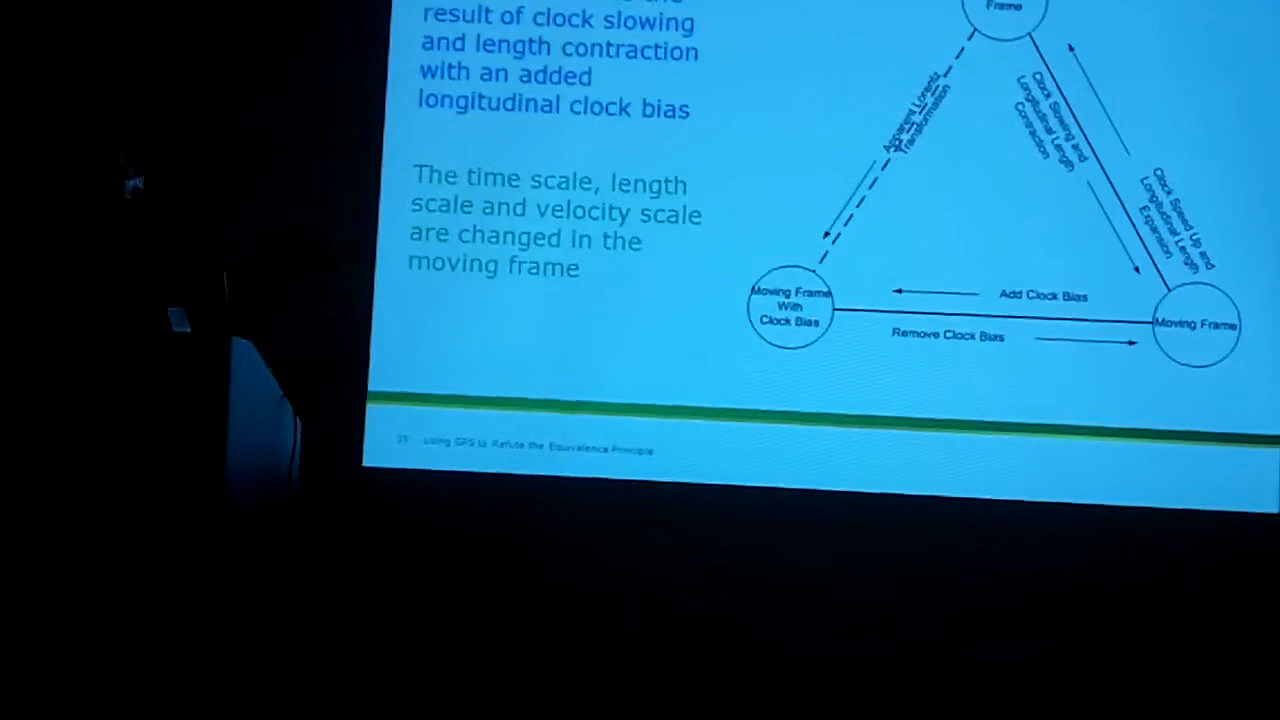 result of clock slowing
and length contraction
with an added
longitudinal clock bias
The time scale, length
scale and velocity scale
are changed in the
moving frame
Frame
Apparent Lorentz
Transformation
Clock Slowing and
Longitudinal Length
Contraction
Clock Speed Up and
Longitudinal Length
Expansion
Moving Frame
With
Clock Bias
Add Clock Bias
Remove Clock Bias
Moving Frame
Using GPS to Refute the Equivalence Principle